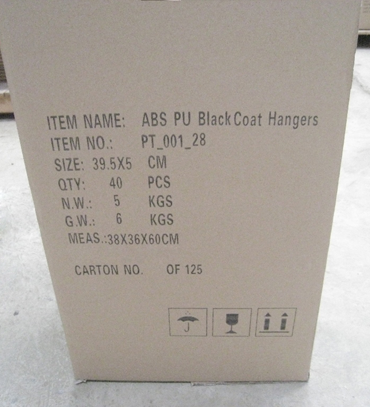 ITEM NAME: ABS PU Black Coat Hangers
ITEM NO.: PT_001_28
SIZE: 39.5X5 CM
QTY: 40 PCS
N.W.: 5 KGS
G.W.: 6 KGS
MEAS.:38X36X60CM
CARTON NO. OF 125